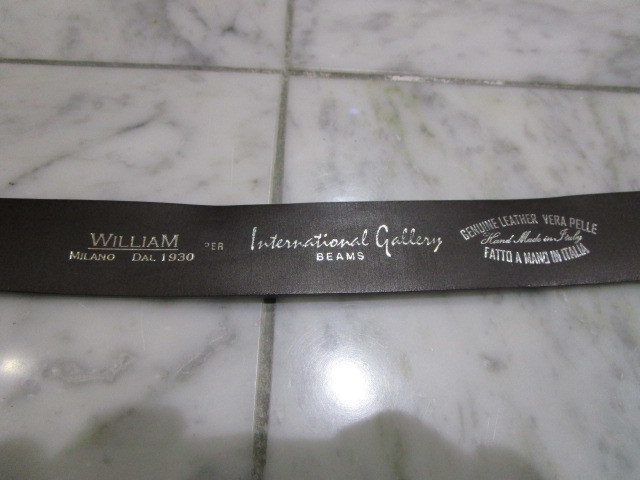 WILLIAM
MILANO DAL 1930
PER
International Gallery
BEAMS
GENUINE LEATHER VERA PELLE
Hand Made in Italy
FATTO A MANO IN ITALIA